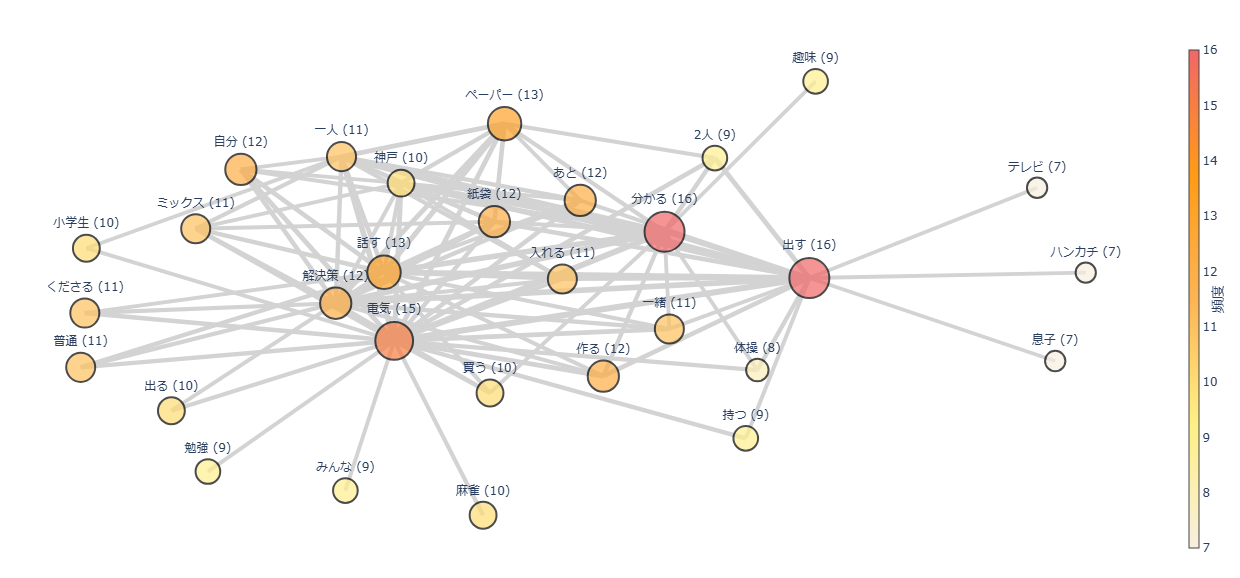 趣味 (9)
ペーパー (13)
一人 (11)
2人 (9)
自分 (12)
神戸 (10)
テレビ (7)
あと (12)
紙袋 (12)
分かる (16)
ミックス (11)
小学生 (10)
話す (13)
出す (16)
入れる (11)
ハンカチ (7)
解決策 (12)
くださる (11)
電気 (15)
一緒 (11)
普通 (11)
作る (12)
体操 (8)
息子 (7)
買う (10)
出る (10)
持つ (9)
勉強 (9)
みんな (9)
麻雀 (10)
16
15
14
13
12
11
10
9
8
7
頻度